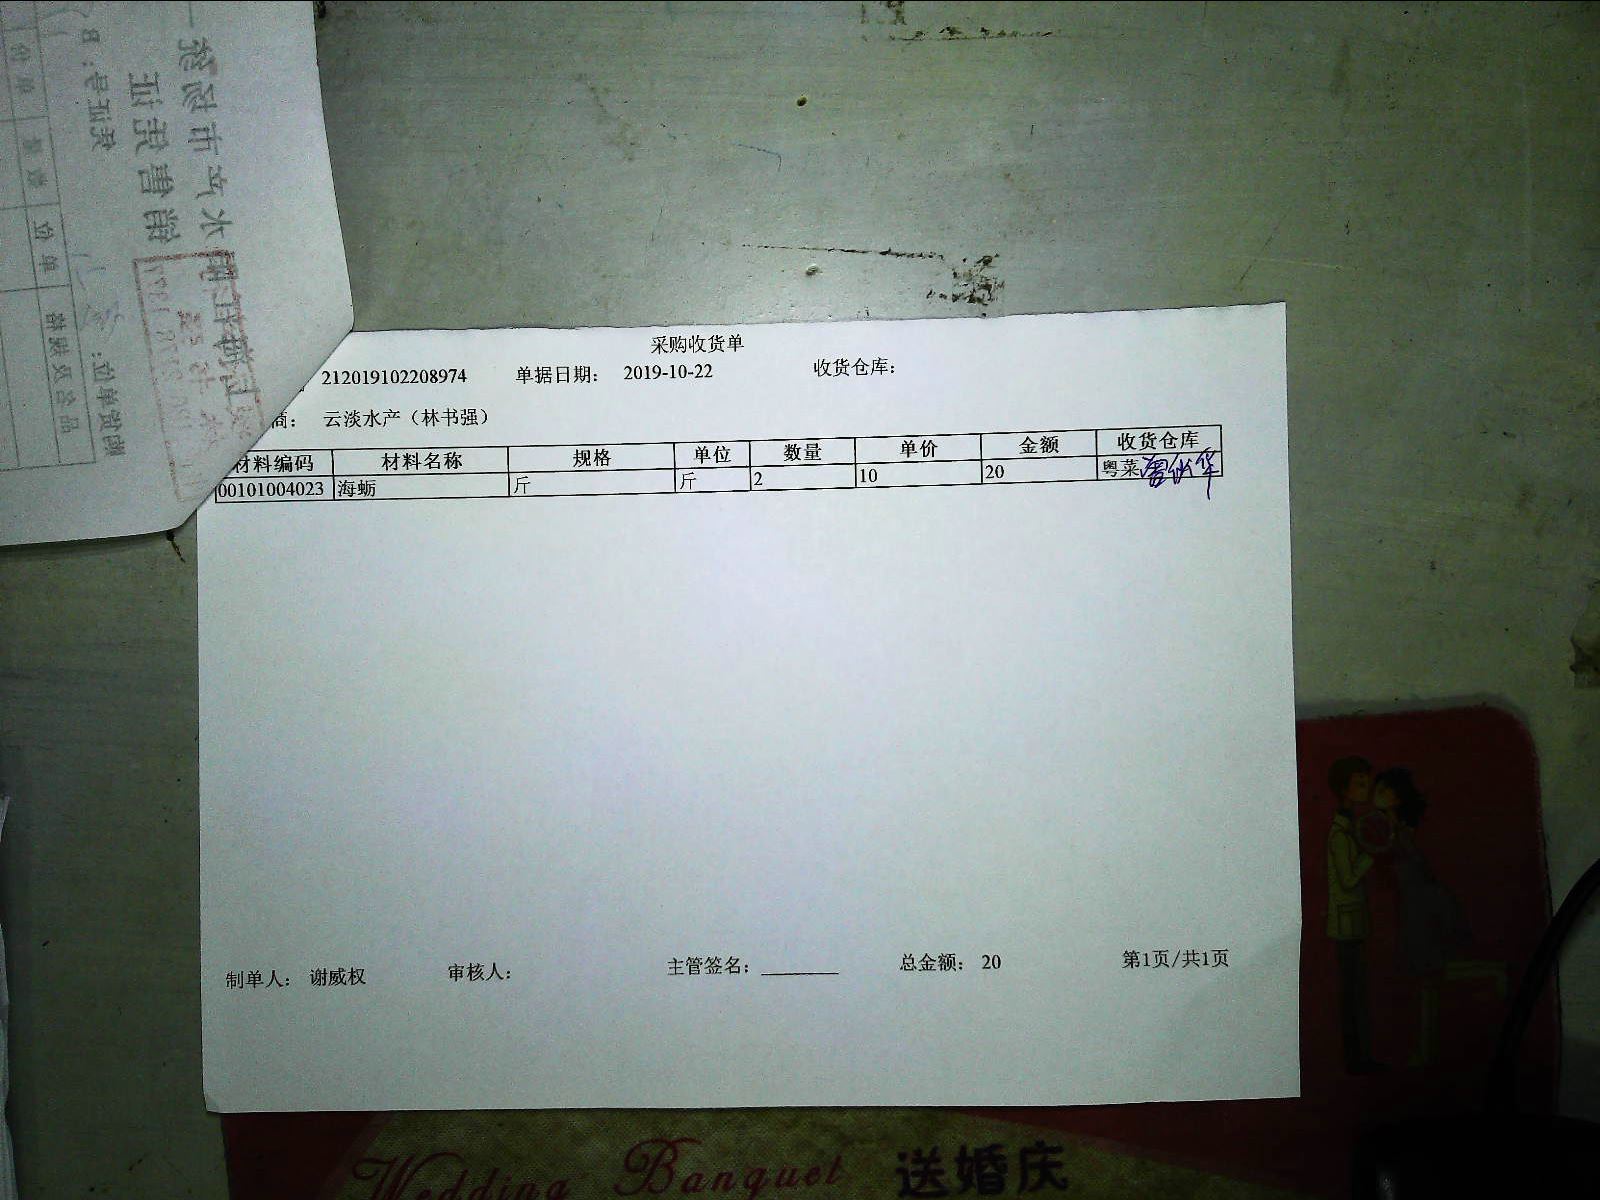 采购收货单
212019102208974 单据日期： 2019-10-22 收货仓库：
商： 云淡水产（林书强）
材料编码 材料名称 规格 单位 数量 单价 金额 收货仓库
00101004023 海蛎 斤 斤 2 10 20 粤菜
制单人： 谢威权 审核人： 主管签名： 总金额： 20 第1页/共1页
Wedding Banquet 送婚庆